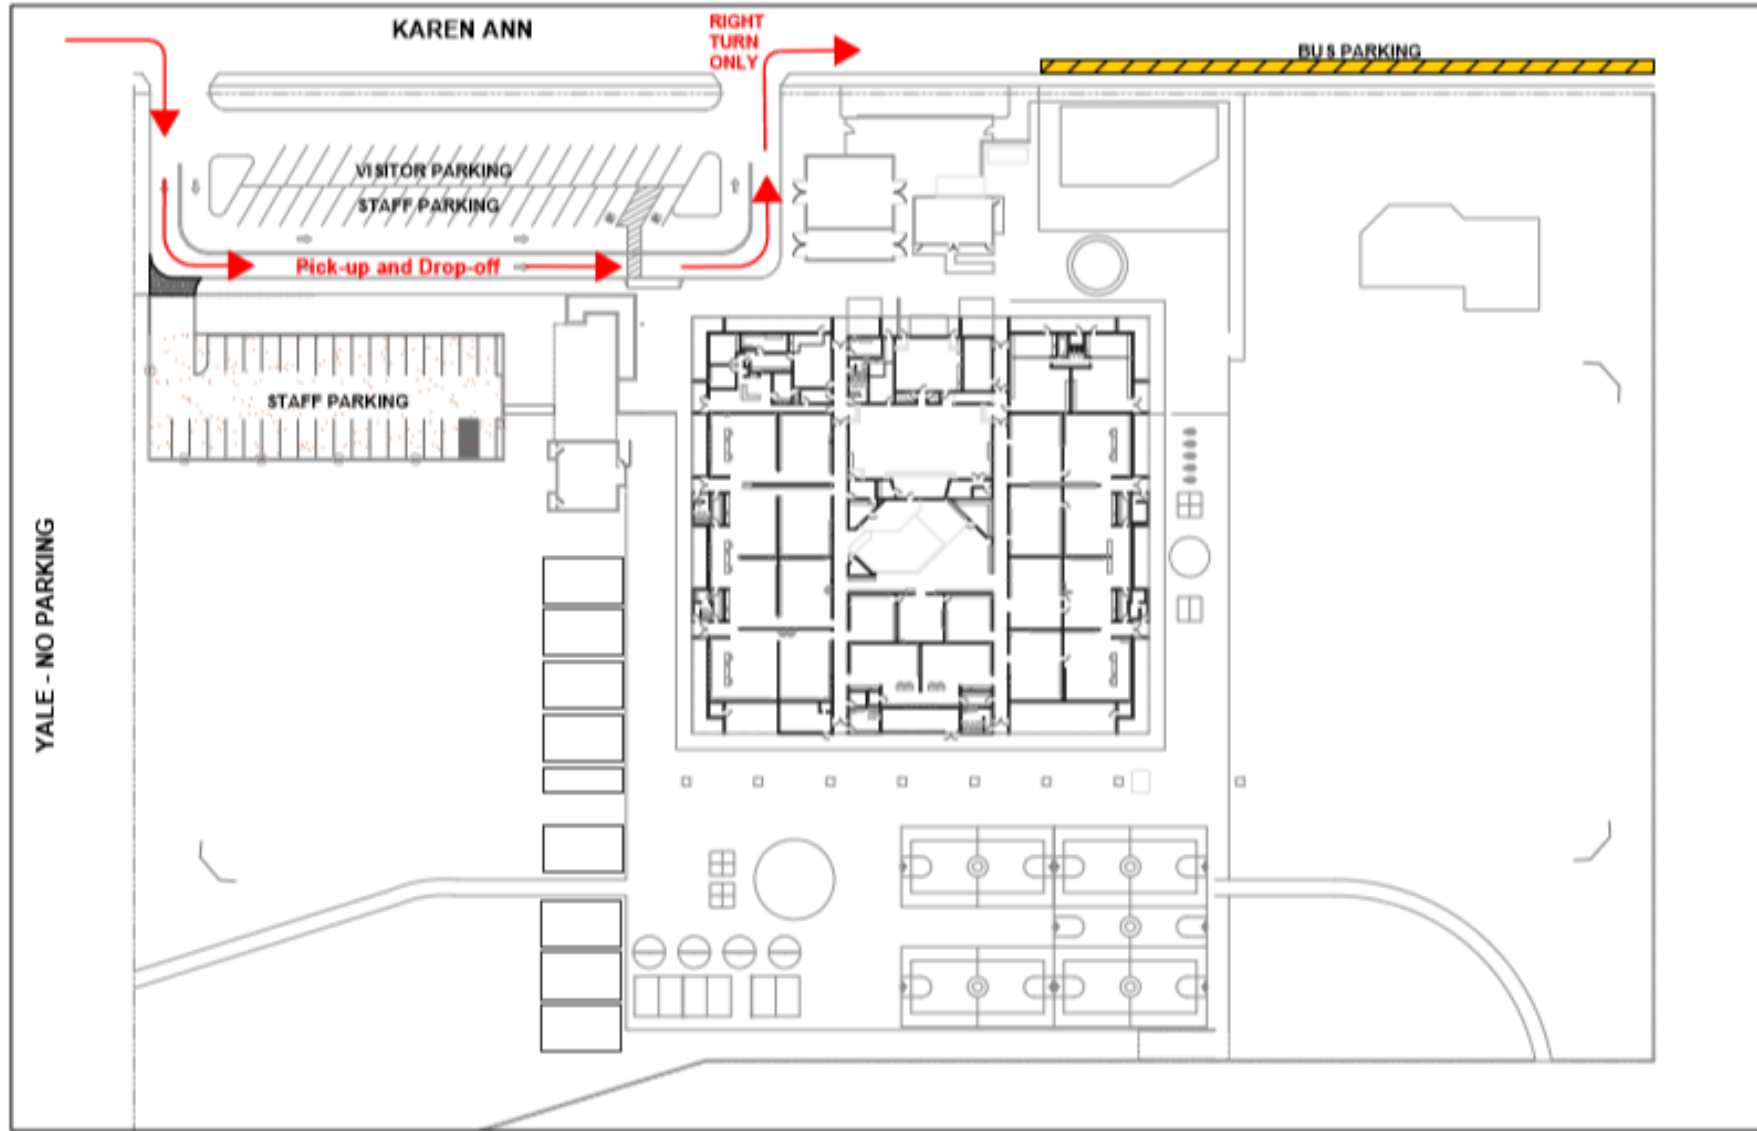 KAREN ANN
RIGHT
TURN
ONLY
BUS PARKING
VISITOR PARKING
STAFF PARKING
Pick-up and Drop-off
STAFF PARKING
YALE - NO PARKING